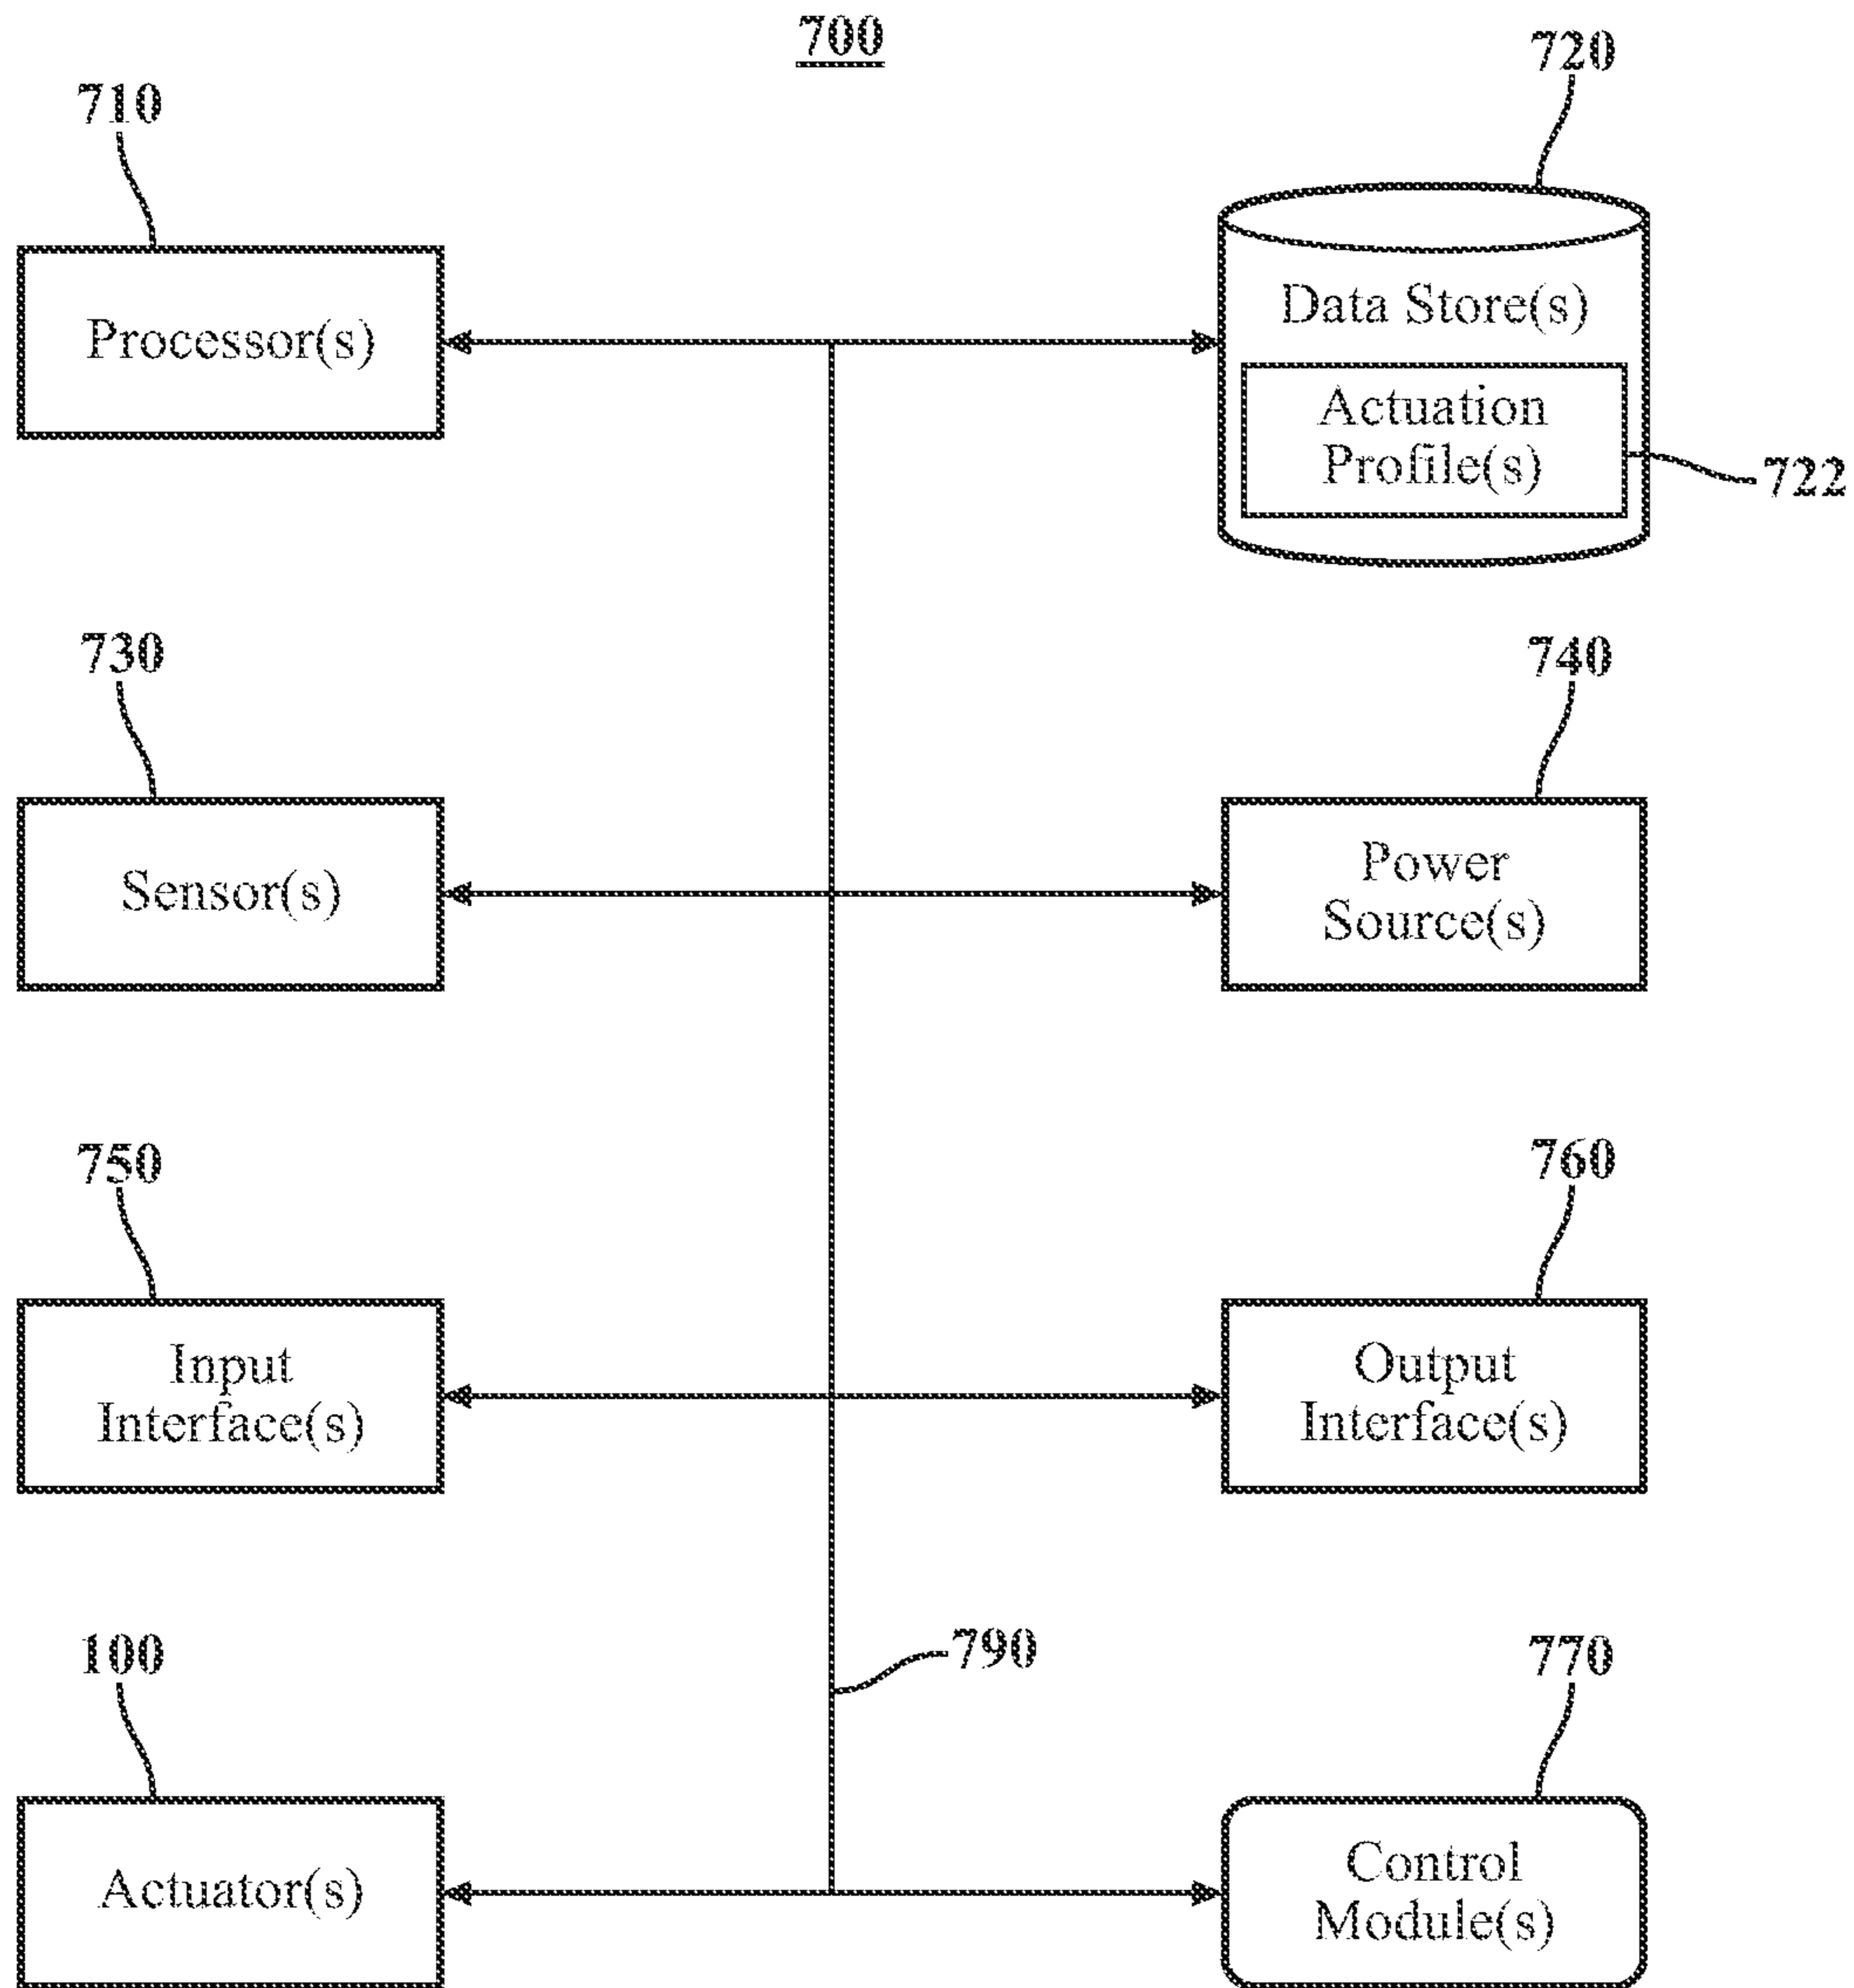 700
710
720
Processor(s)
Data Store(s)
Actuation
Profile(s)
722
730
740
Sensor(s)
Power
Source(s)
750
760
Input
Interface(s)
Output
Interface(s)
100
790
770
Actuator(s)
Control
Module(s)